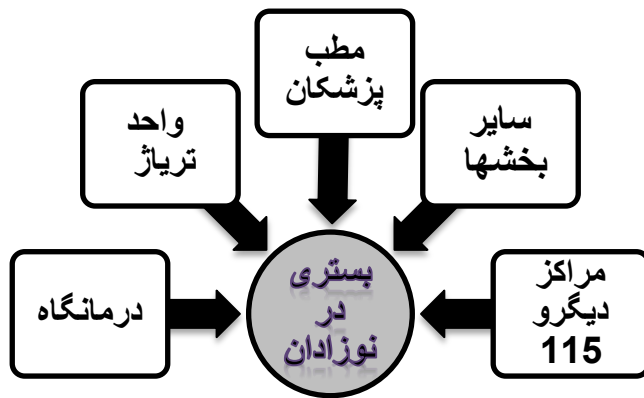 مطب
پزشکان
سایر
بخشها
واحد
تریاژ
مراکز
دیگرو
115
بستری
در
نوزادان
درمانگاه